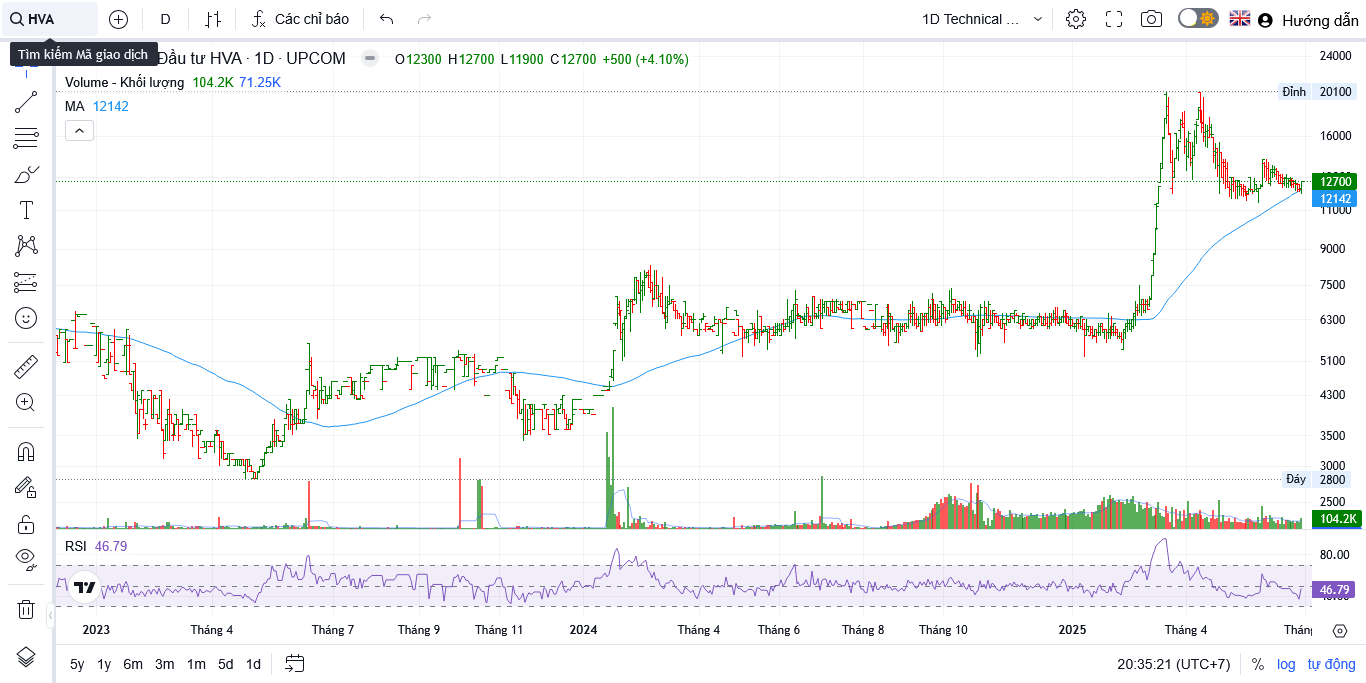 HVA D Các chỉ báo 1D Technical ... Hướng dẫn
Tìm kiếm Mã giao dịch
Đầu tư HVA · 1D · UPCOM O12300 H12700 L11900 C12700 +500 (+4.10%)
Volume - Khối lượng 104.2K 71.25K
MA 12142
24000
Đỉnh 20100
16000
12700
12142
11000
9000
7500
6300
5100
4300
3500
3000
Đáy 2800
2500
104.2K
RSI 46.79
80.00
46.79
2023 Tháng 4 Tháng 7 Tháng 9 Tháng 11 2024 Tháng 4 Tháng 6 Tháng 8 Tháng 10 2025 Tháng 4 Thán
5y 1y 6m 3m 1m 5d 1d 20:35:21 (UTC+7) % log tự động